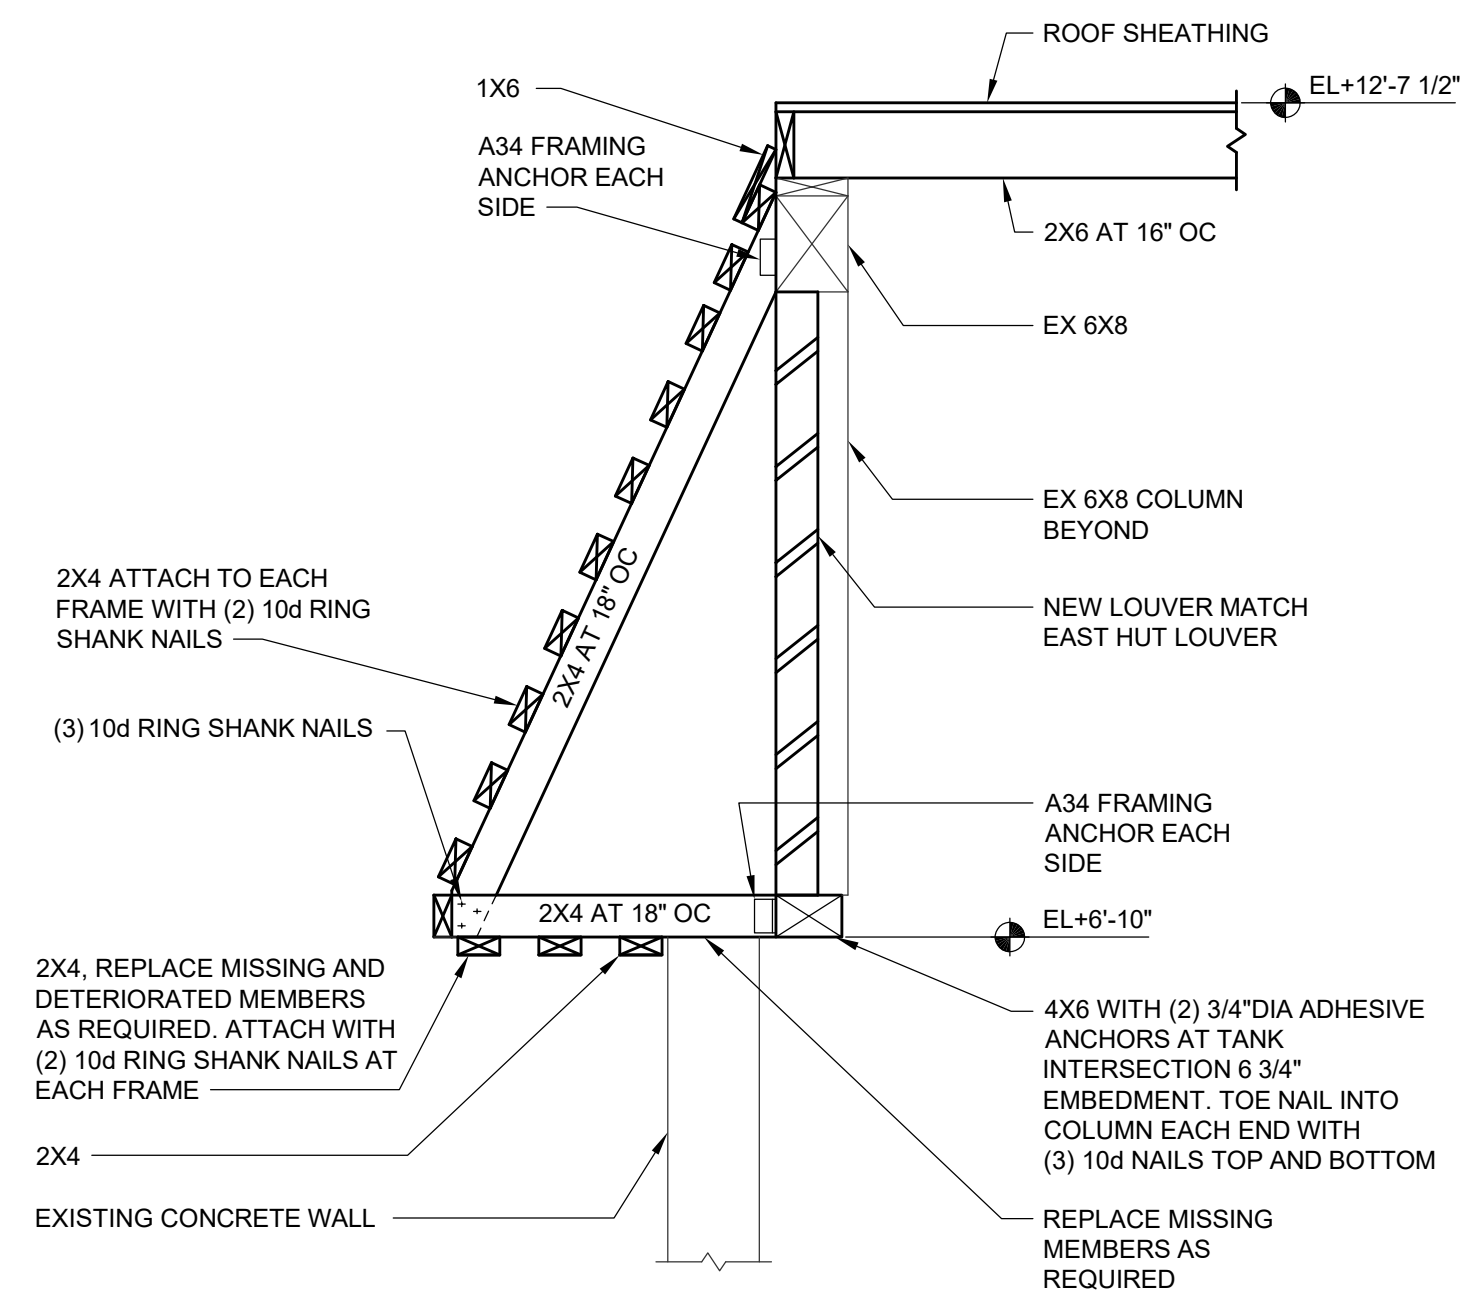 ROOF SHEATHING
EL+12'-7 1/2"
1X6
A34 FRAMING
ANCHOR EACH
SIDE
2X6 AT 16" OC
EX 6X8
EX 6X8 COLUMN
BEYOND
2X4 ATTACH TO EACH
FRAME WITH (2) 10d RING
SHANK NAILS
2X4 AT 18" OC
NEW LOUVER MATCH
EAST HUT LOUVER
(3) 10d RING SHANK NAILS
A34 FRAMING
ANCHOR EACH
SIDE
2X4 AT 18" OC
EL+6'-10"
2X4, REPLACE MISSING AND
DETERIORATED MEMBERS
AS REQUIRED. ATTACH WITH
(2) 10d RING SHANK NAILS AT
EACH FRAME
4X6 WITH (2) 3/4"DIA ADHESIVE
ANCHORS AT TANK
INTERSECTION 6 3/4"
EMBEDMENT. TOE NAIL INTO
COLUMN EACH END WITH
(3) 10d NAILS TOP AND BOTTOM
2X4
EXISTING CONCRETE WALL
REPLACE MISSING
MEMBERS AS
REQUIRED